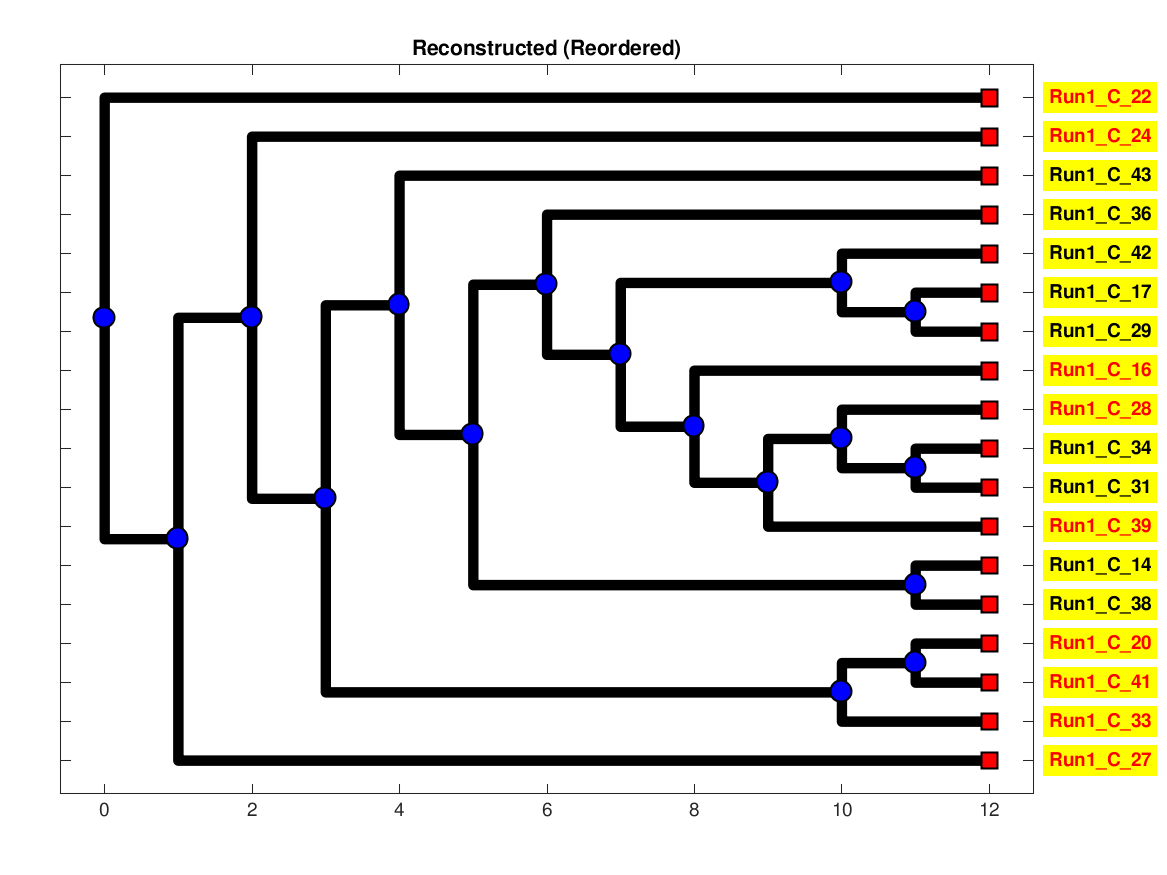 Reconstructed (Reordered)
Run1_C_22
Run1_C_24
Run1_C_43
Run1_C_36
Run1_C_42
Run1_C_17
Run1_C_29
Run1_C_16
Run1_C_28
Run1_C_34
Run1_C_31
Run1_C_39
Run1_C_14
Run1_C_38
Run1_C_20
Run1_C_41
Run1_C_33
Run1_C_27
0 2 4 6 8 10 12